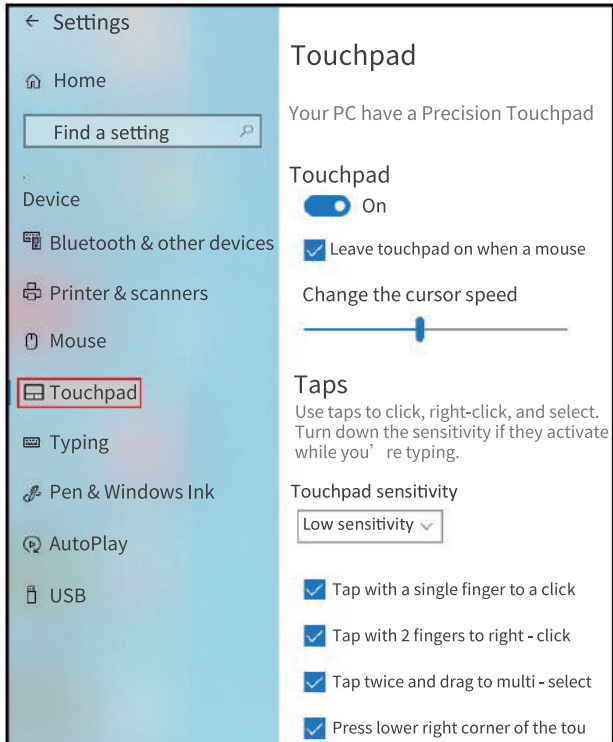 Settings
Home
Find a setting
Device
Bluetooth & other devices
Printer & scanners
Mouse
Touchpad
Typing
Pen & Windows Ink
AutoPlay
USB
Touchpad
Your PC have a Precision Touchpad
Touchpad
On
Leave touchpad on when a mouse
Change the cursor speed
Taps
Use taps to click, right-click, and select.
Turn down the sensitivity if they activate
while you’ re typing.
Touchpad sensitivity
Low sensitivity
Tap with a single finger to a click
Tap with 2 fingers to right - click
Tap twice and drag to multi - select
Press lower right corner of the tou